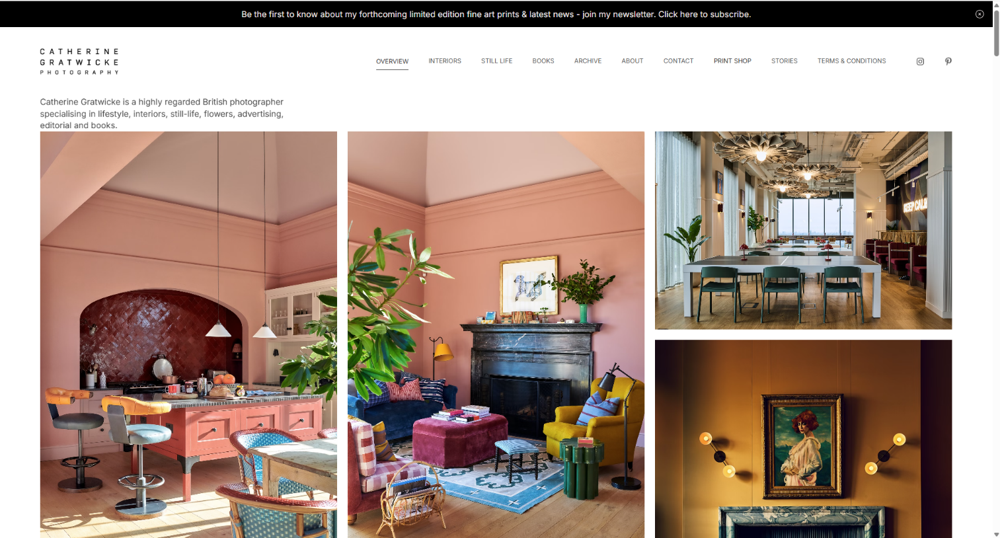 Be the first to know about my forthcoming limited edition fine art prints & latest news - join my newsletter. Click here to subscribe.
CATHERINE
GRATWICKE
PHOTOGRAPHY
OVERVIEW INTERIORS STILL LIFE BOOKS ARCHIVE ABOUT CONTACT PRINT SHOP STORIES TERMS & CONDITIONS
Catherine Gratwicke is a highly regarded British photographer
specialising in lifestyle, interiors, still-life, flowers, advertising,
editorial and books.
KEEP CALM